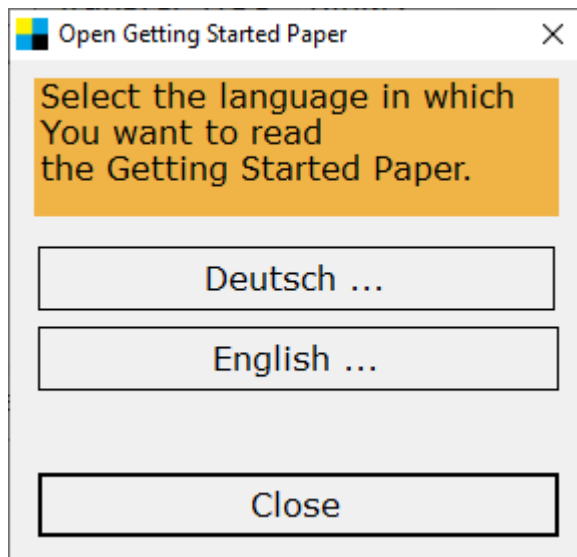 Open Getting Started Paper
Select the language in which
You want to read
the Getting Started Paper.
Deutsch ...
English ...
Close